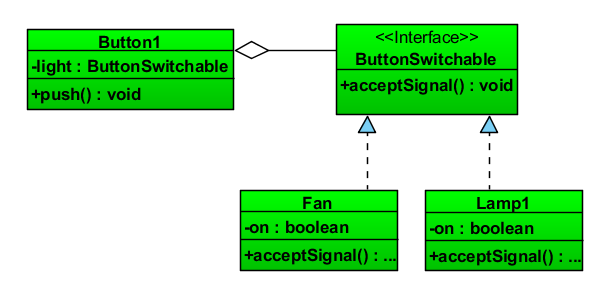 Button1
-light : ButtonSwitchable
+push() : void
<<Interface>>
ButtonSwitchable
+acceptSignal() : void
Fan
-on : boolean
+acceptSignal() : ...
Lamp1
-on : boolean
+acceptSignal() : ...